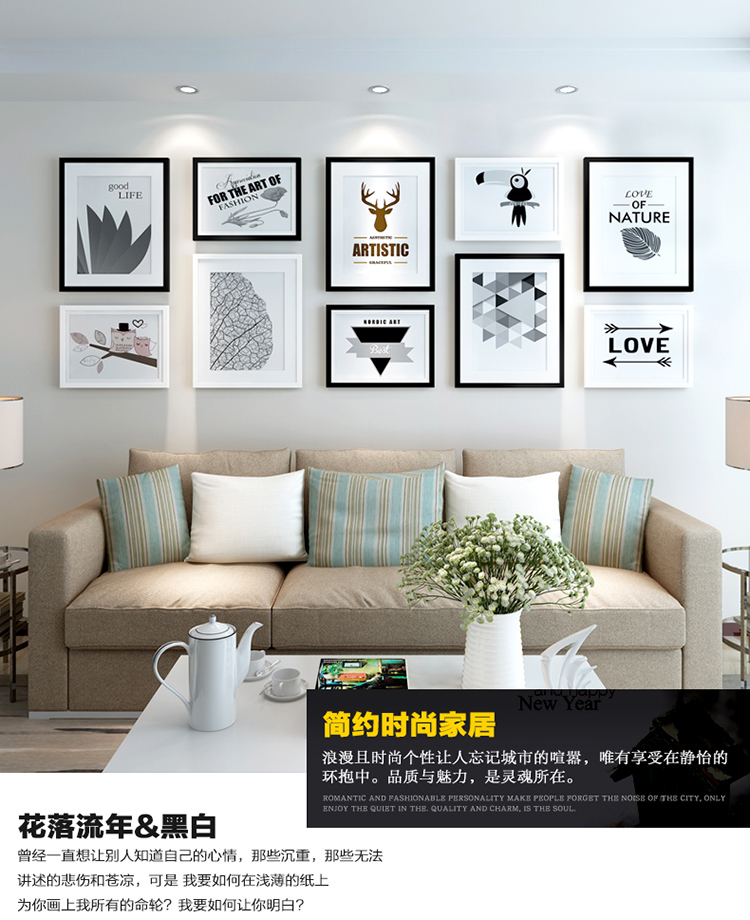 good
LIFE
Appreciation
FOR THE ART OF
FASHION
AESTHETIC
ARTISTIC
GRACEFUL
LOVE
OF
NATURE
NORDIC ART
Best
LOVE
and Happy
New Year
简约时尚家居
浪漫且时尚个性让人忘记城市的喧嚣，唯有享受在静怡的
环抱中。品质与魅力，是灵魂所在。
ROMANTIC AND FASHIONABLE PERSONALITY MAKE PEOPLE FORGET THE NOISE OF THE CITY, ONLY
ENJOY THE QUIET IN THE. QUALITY AND CHARM, IS THE SOUL.
花落流年&黑白
曾经一直想让别人知道自己的心情，那些沉重，那些无法
讲述的悲伤和苍凉，可是 我要如何在浅薄的纸上
为你画上我所有的命轮？我要如何让你明白？